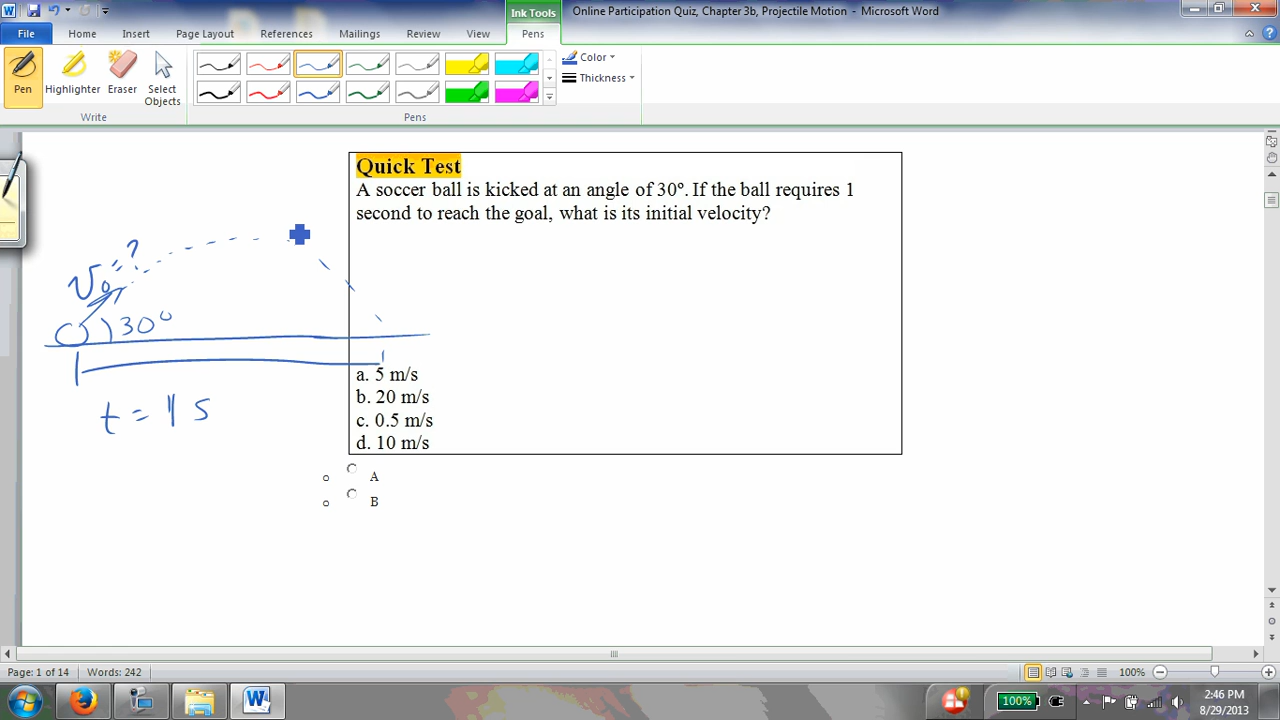 Ink Tools
Online Participation Quiz, Chapter 3b, Projectile Motion - Microsoft Word
File Home Insert Page Layout References Mailings Review View Pens
Pen
Highlighter
Eraser
Select Objects
Color
Thickness
Write
Pens
Quick Test
A soccer ball is kicked at an angle of 30º. If the ball requires 1
second to reach the goal, what is its initial velocity?
V₀ = ?
30°
t = 1 s
a. 5 m/s
b. 20 m/s
c. 0.5 m/s
d. 10 m/s
A
B
Page: 1 of 14
Words: 242
100%
100%
2:46 PM
8/29/2013